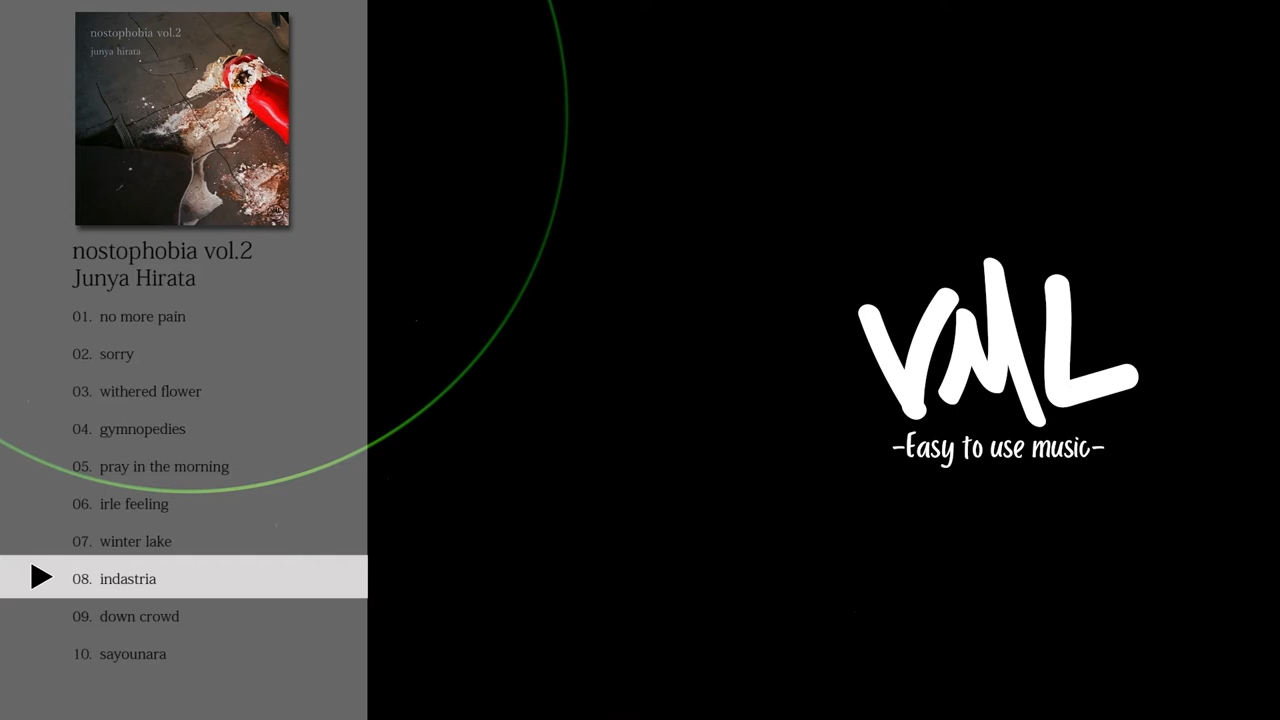 nostophobia vol.2
junya hirata
nostophobia vol.2
Junya Hirata
01. no more pain
02. sorry
03. withered flower
04. gymnopedies
05. pray in the morning
06. irle feeling
07. winter lake
08. indastria
09. down crowd
10. sayounara
VML
-Easy to use music-